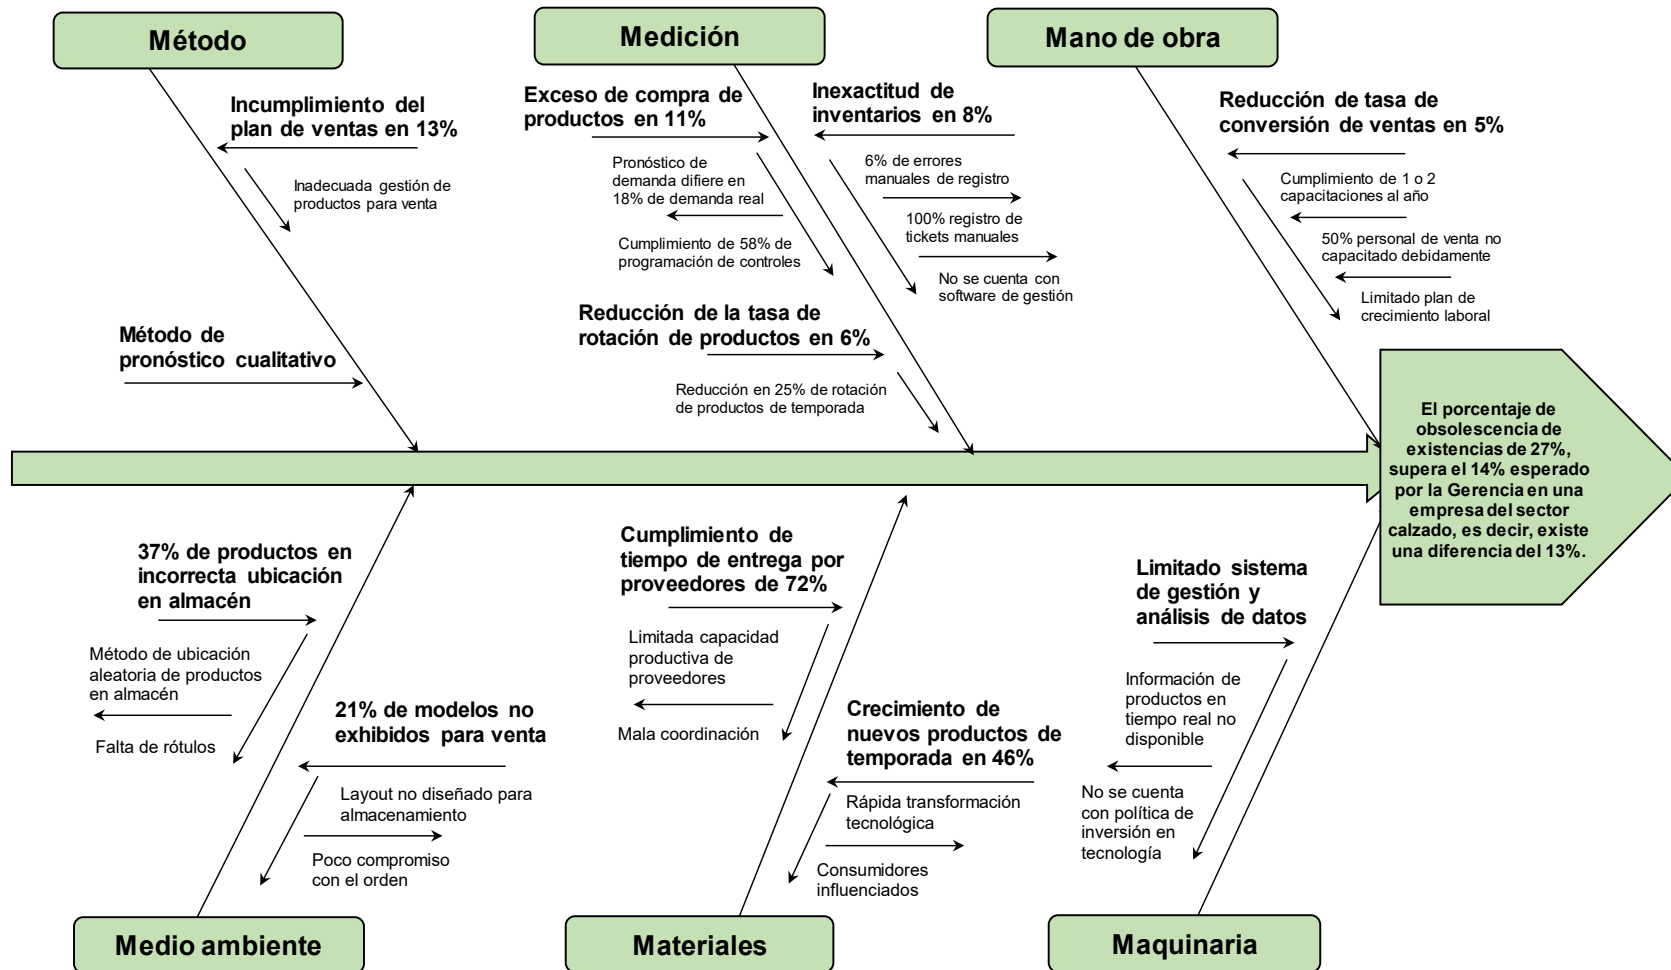 Método
Medición
Mano de obra
Incumplimiento del
plan de ventas en 13%
Inadecuada gestión de
productos para venta
Método de
pronóstico cualitativo
Exceso de compra de
productos en 11%
Pronóstico de
demanda difiere en
18% de demanda real
Cumplimiento de 58% de
programación de controles
Inexactitud de
inventarios en 8%
6% de errores
manuales de registro
100% registro de
tickets manuales
No se cuenta con
software de gestión
Reducción de la tasa de
rotación de productos en 6%
Reducción en 25% de rotación
de productos de temporada
Reducción de tasa de
conversión de ventas en 5%
Cumplimiento de 1 o 2
capacitaciones al año
50% personal de venta no
capacitado debidamente
Limitado plan de
crecimiento laboral
El porcentaje de
obsolescencia de
existencias de 27%,
supera el 14% esperado
por la Gerencia en una
empresa del sector
calzado, es decir, existe
una diferencia del 13%.
37% de productos en
incorrecta ubicación
en almacén
Método de ubicación
aleatoria de productos
en almacén
Falta de rótulos
21% de modelos no
exhibidos para venta
Layout no diseñado para
almacenamiento
Poco compromiso
con el orden
Cumplimiento de
tiempo de entrega por
proveedores de 72%
Limitada capacidad
productiva de
proveedores
Mala coordinación
Crecimiento de
nuevos productos de
temporada en 46%
Rápida transformación
tecnológica
Consumidores
influenciados
Limitado sistema
de gestión y
análisis de datos
Información de
productos en
tiempo real no
disponible
No se cuenta
con política de
inversión en
tecnología
Medio ambiente
Materiales
Maquinaria